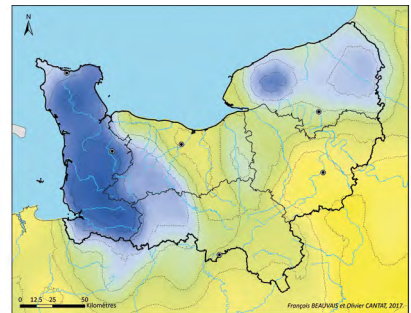 N
0 12,5 25 50
Kilomètres
François BEAUVAIS et Olivier CANTAT, 2017.